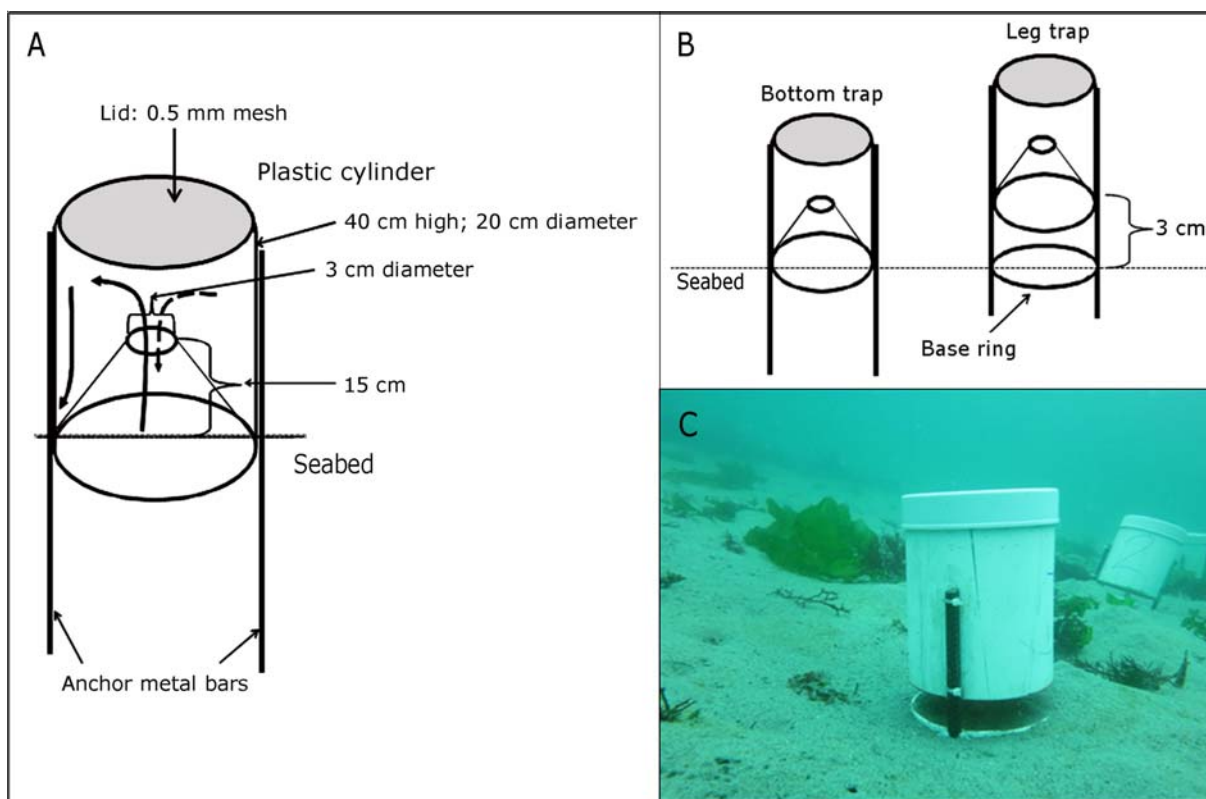 A
Lid: 0.5 mm mesh
Plastic cylinder
40 cm high; 20 cm diameter
3 cm diameter
15 cm
Seabed
Anchor metal bars
B
Leg trap
Bottom trap
3 cm
Seabed
Base ring
C